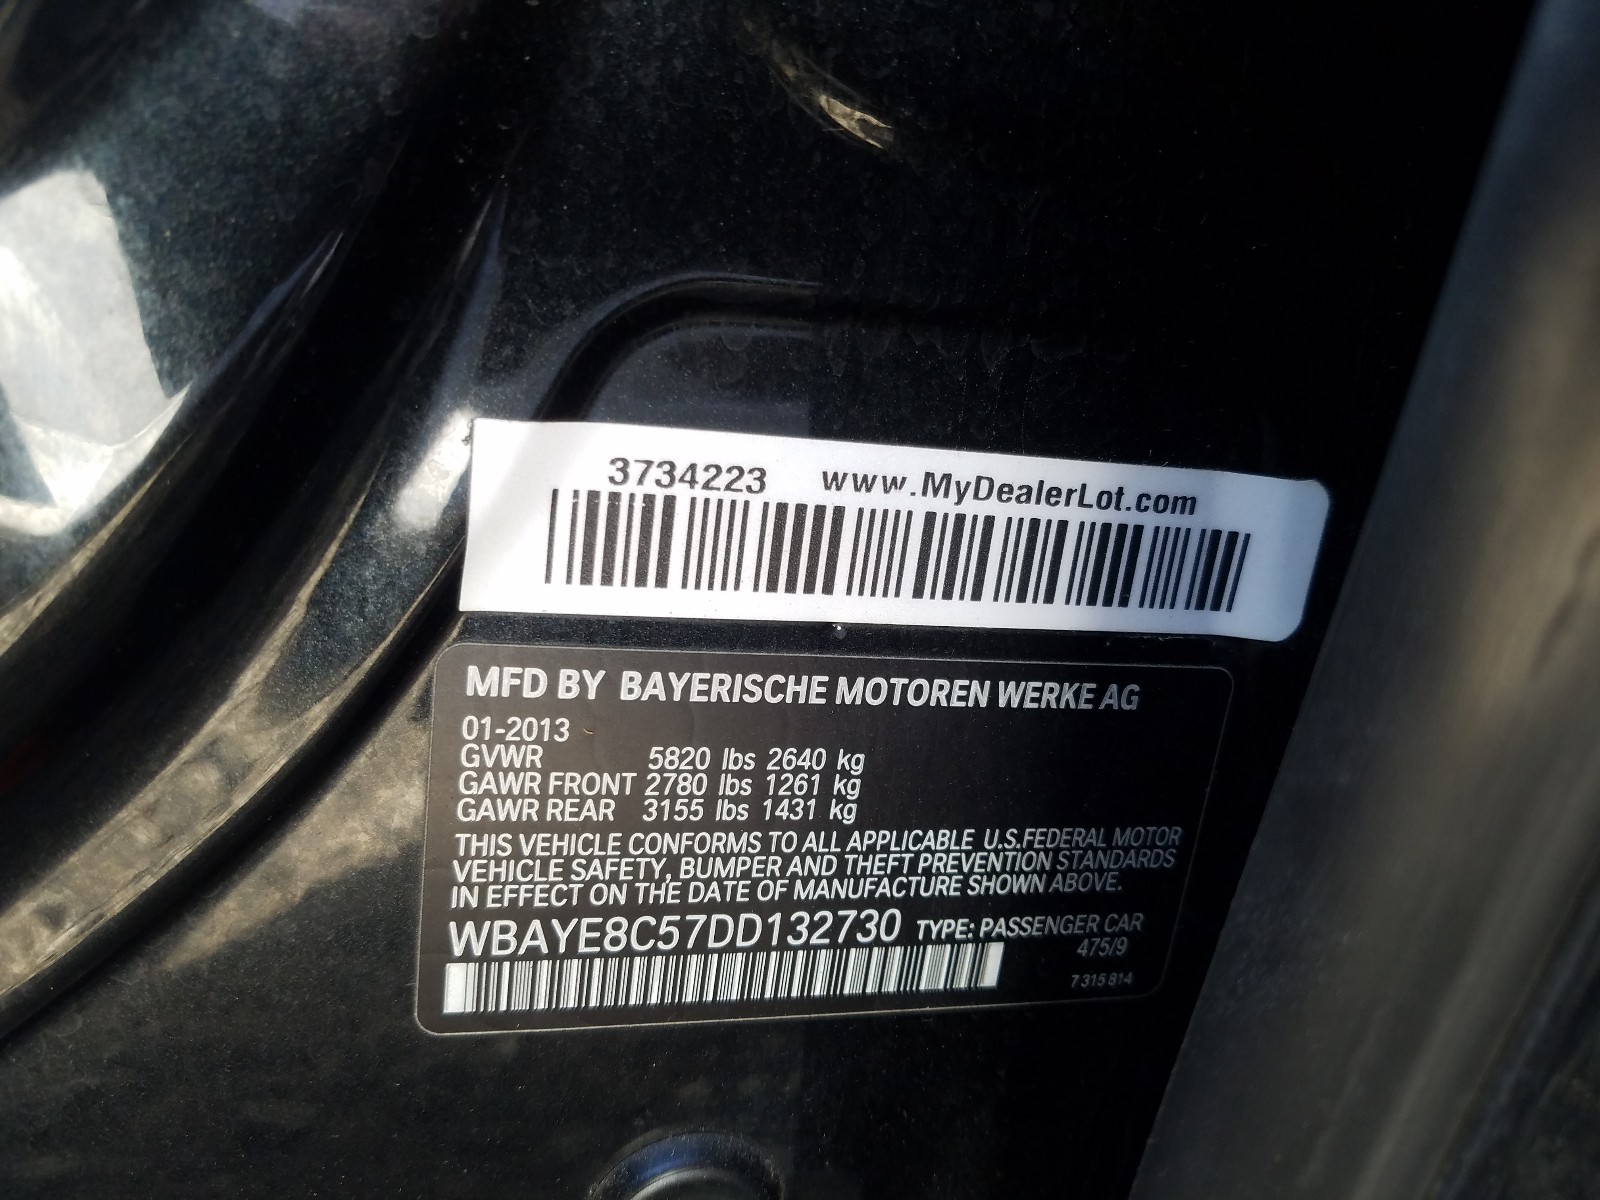 3734223 www.MyDealerLot.com
MFD BY BAYERISCHE MOTOREN WERKE AG
01-2013
GVWR 5820 lbs 2640 kg
GAWR FRONT 2780 lbs 1261 kg
GAWR REAR 3155 lbs 1431 kg
THIS VEHICLE CONFORMS TO ALL APPLICABLE U.S.FEDERAL MOTOR
VEHICLE SAFETY, BUMPER AND THEFT PREVENTION STANDARDS
IN EFFECT ON THE DATE OF MANUFACTURE SHOWN ABOVE.
WBAYE8C57DD132730 TYPE: PASSENGER CAR
475/9
7 315 814